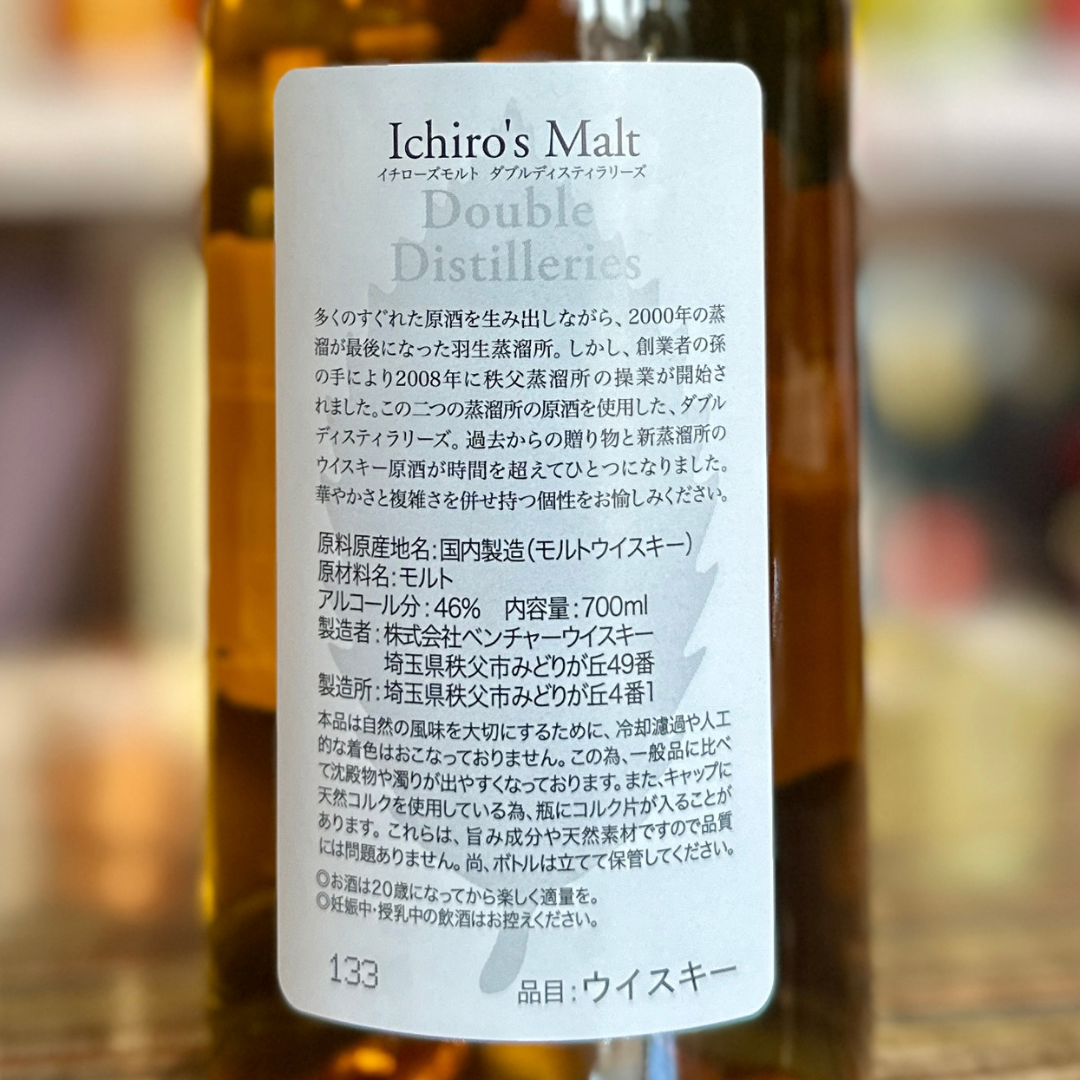 Ichiro's Malt
イチローズモルト ダブルディスティラリーズ
Double
Distilleries
多くのすぐれた原酒を生み出しながら、2000年の蒸
溜が最後になった羽生蒸溜所。しかし、創業者の孫
の手により2008年に秩父蒸溜所の操業が開始さ
れました。この二つの蒸溜所の原酒を使用した、ダブル
ディスティラリーズ。過去からの贈り物と新蒸溜所の
ウイスキー原酒が時間を超えてひとつになりました。
華やかさと複雑さを併せ持つ個性をお愉しみください。
原料原産地名:国内製造(モルトウイスキー)
原材料名:モルト
アルコール分:46% 内容量:700ml
製造者:株式会社ベンチャーウイスキー
埼玉県秩父市みどりが丘49番
製造所:埼玉県秩父市みどりが丘4番1
本品は自然の風味を大切にするために、冷却濾過や人工
的な着色はおこなっておりません。この為、一般品に比べ
て沈殿物や濁りが出やすくなっております。また、キャップに
天然コルクを使用している為、瓶にコルク片が入ることが
あります。これらは、旨み成分や天然素材ですので品質
には問題ありません。尚、ボトルは立てて保管してください。
◎お酒は20歳になってから楽しく適量を。
◎妊娠中・授乳中の飲酒はお控えください。
133
品目:ウイスキー